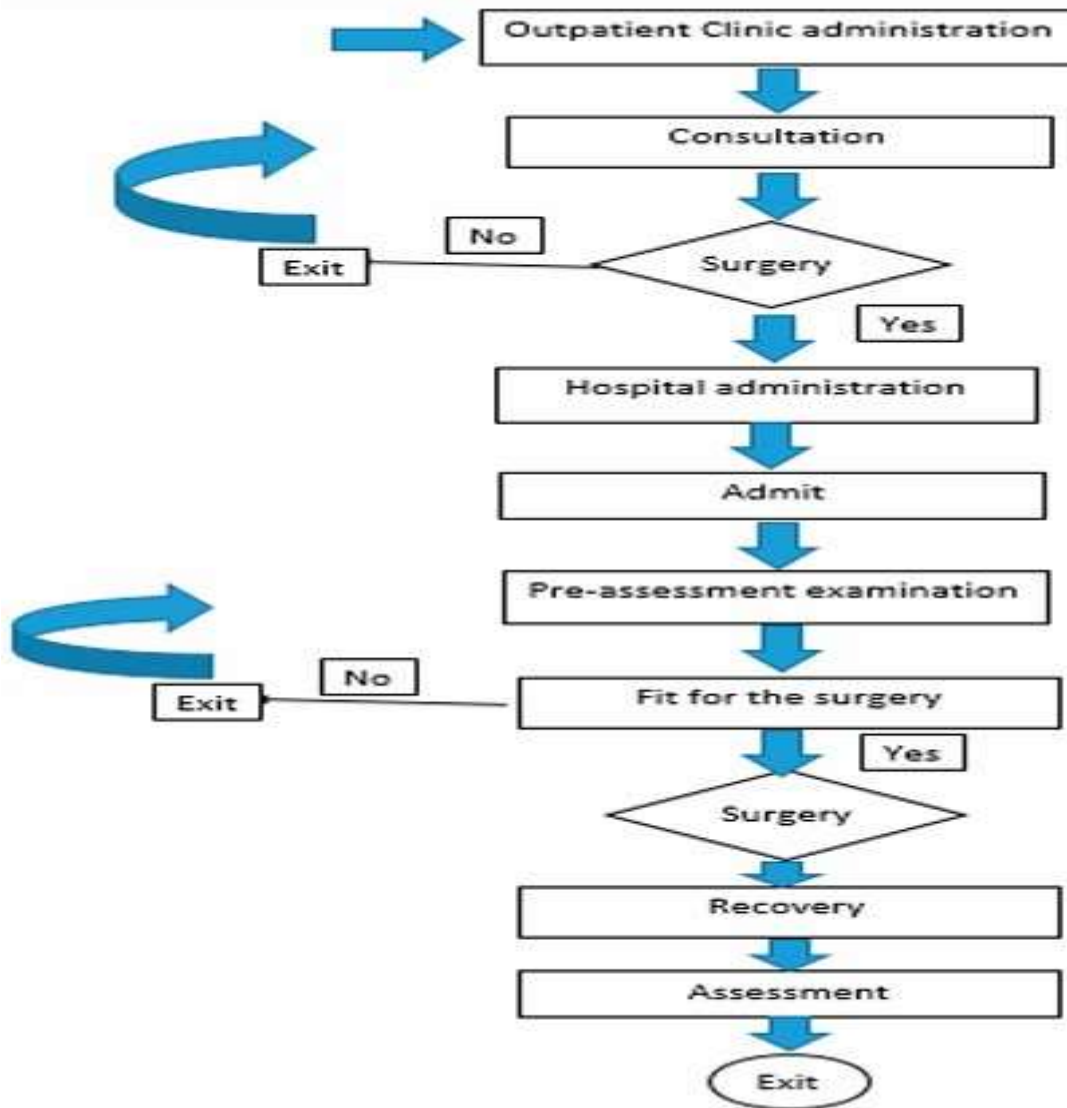 Outpatient Clinic administration
Consultation
No
Exit
Surgery
Yes
Hospital administration
Admit
Pre-assessment examination
No
Exit
Fit for the surgery
Yes
Surgery
Recovery
Assessment
Exit